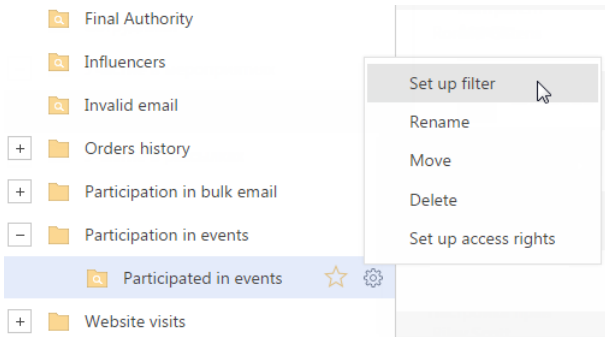 Final Authority
Influencers
Invalid email
Orders history
Participation in bulk email
Participation in events
Participated in events
Website visits
Set up filter
Rename
Move
Delete
Set up access rights